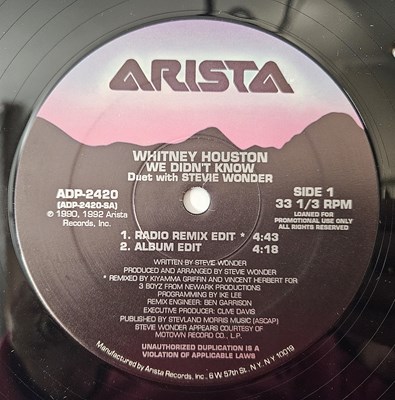 ARISTA
WHITNEY HOUSTON
WE DIDN'T KNOW
Duet with STEVIE WONDER
ADP-2420
(ADP-2420-SA)
℗ 1990, 1992 Arista
Records, Inc.
SIDE 1
33 1/3 RPM
LOANED FOR
PROMOTIONAL USE ONLY
ALL RIGHTS RESERVED
1. RADIO REMIX EDIT * 4:43
2. ALBUM EDIT 4:18
WRITTEN BY STEVIE WONDER
PRODUCED AND ARRANGED BY STEVIE WONDER
* REMIXED BY KIYAMMA GRIFFIN AND VINCENT HERBERT FOR
3 BOYZ FROM NEWARK PRODUCTIONS
PROGRAMMING BY IKE LEE
REMIX ENGINEER: BEN GARRISON
EXECUTIVE PRODUCER: CLIVE DAVIS
PUBLISHED BY STEVLAND MORRIS MUSIC (ASCAP)
STEVIE WONDER APPEARS COURTESY OF
MOTOWN RECORD CO., L.P.
UNAUTHORIZED DUPLICATION IS A
VIOLATION OF APPLICABLE LAWS
Manufactured by Arista Records, Inc., 6 W. 57th St., N.Y., N.Y. 10019